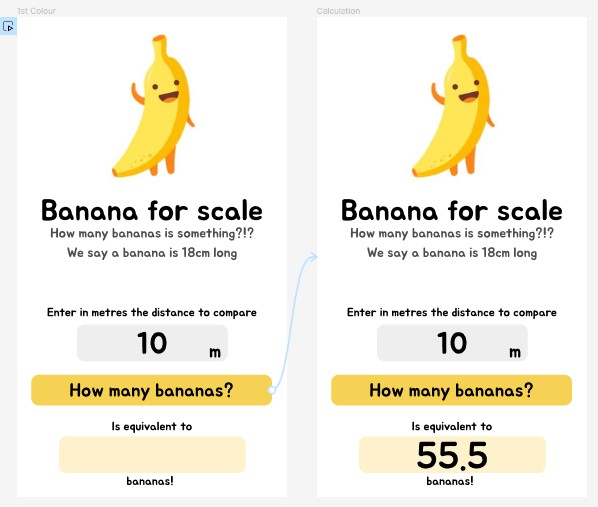 1st Colour
Banana for scale
How many bananas is something?!?
We say a banana is 18cm long
Enter in metres the distance to compare
10 m
How many bananas?
Is equivalent to
bananas!
Calculation
Banana for scale
How many bananas is something?!?
We say a banana is 18cm long
Enter in metres the distance to compare
10 m
How many bananas?
Is equivalent to
55.5
bananas!